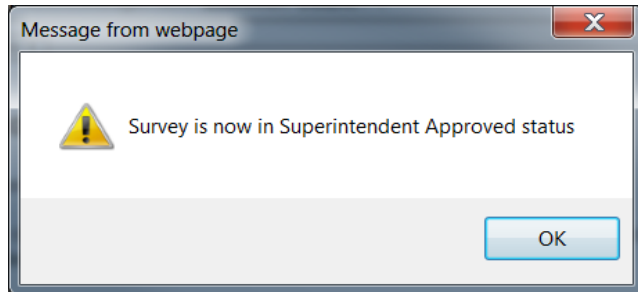 Message from webpage
Survey is now in Superintendent Approved status
OK